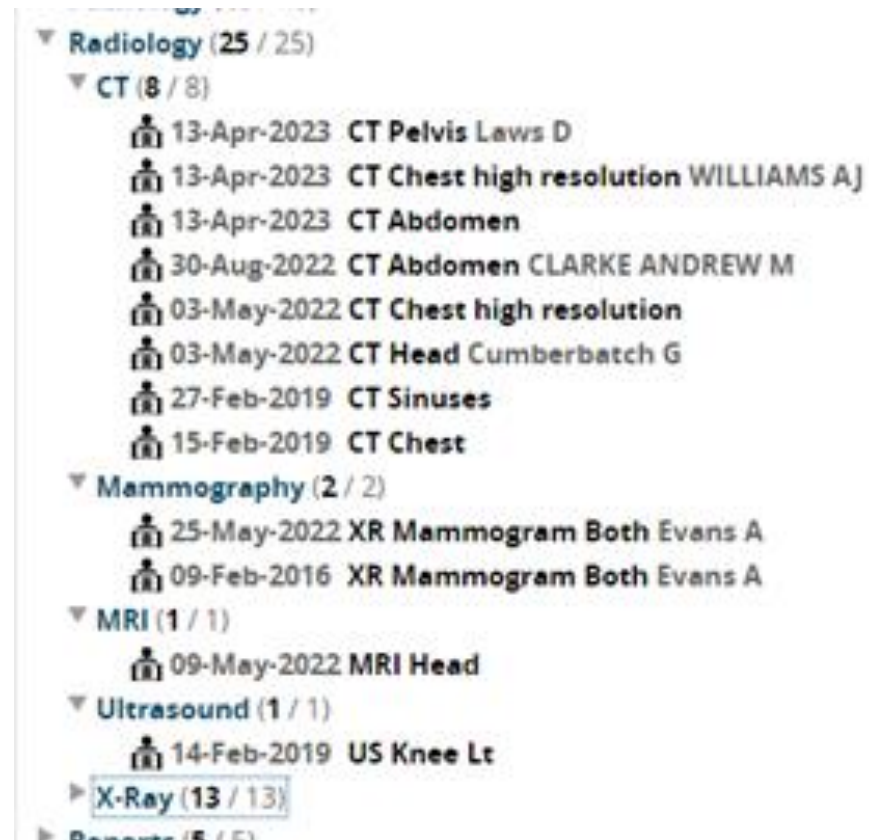 Radiology (25 / 25)
CT (8 / 8)
13-Apr-2023 CT Pelvis Laws D
13-Apr-2023 CT Chest high resolution WILLIAMS AJ
13-Apr-2023 CT Abdomen
30-Aug-2022 CT Abdomen CLARKE ANDREW M
03-May-2022 CT Chest high resolution
03-May-2022 CT Head Cumberbatch G
27-Feb-2019 CT Sinuses
15-Feb-2019 CT Chest
Mammography (2 / 2)
25-May-2022 XR Mammogram Both Evans A
09-Feb-2016 XR Mammogram Both Evans A
MRI (1 / 1)
09-May-2022 MRI Head
Ultrasound (1 / 1)
14-Feb-2019 US Knee Lt
X-Ray (13 / 13)
Reports (5 / 5)